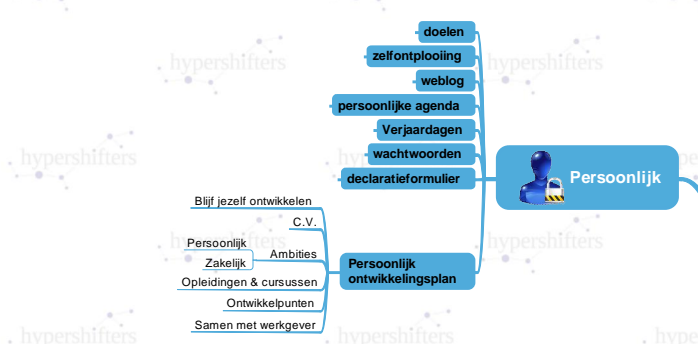 doelen
zelfontplooiing
weblog
persoonlijke agenda
Verjaardagen
wachtwoorden
declaratieformulier
Persoonlijk
Blijf jezelf ontwikkelen
C.V.
Persoonlijk
Zakelijk
Ambities
Opleidingen & cursussen
Ontwikkelpunten
Samen met werkgever
Persoonlijk
ontwikkelingsplan
hypershifters
hypershifters
hypershifters
hypershifters
hypershifters
hypershifters